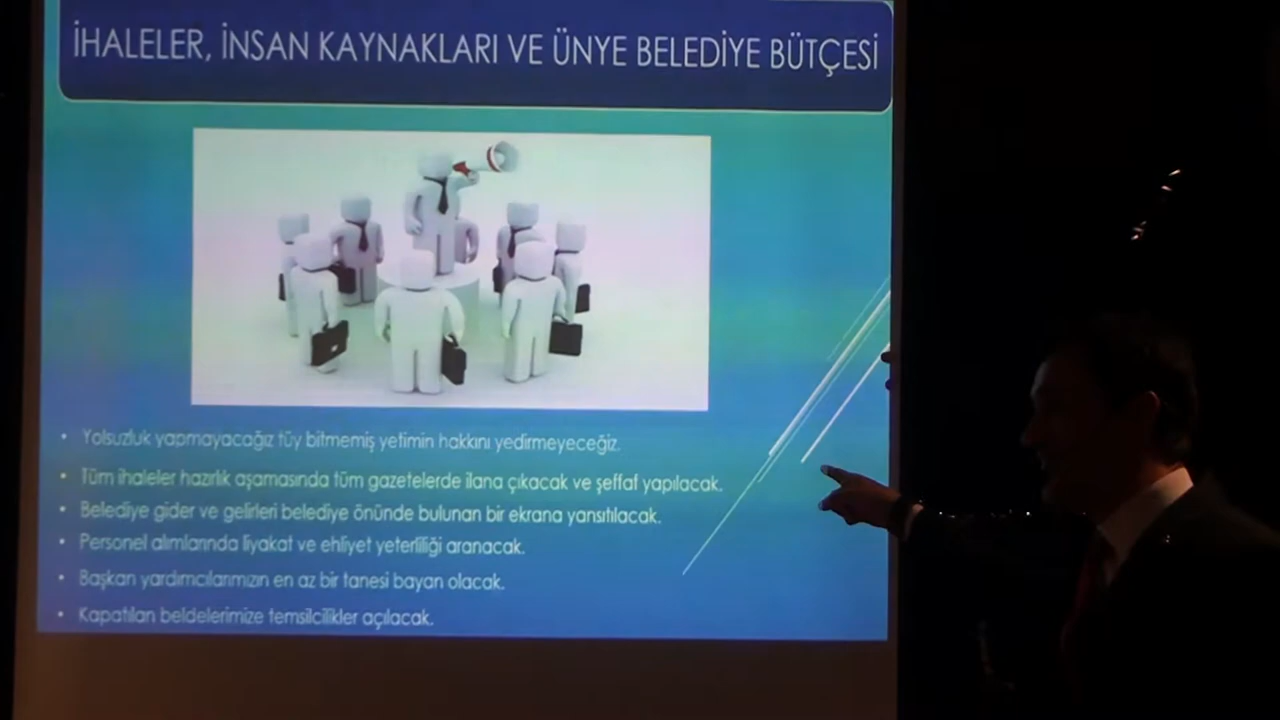 İHALELER, İNSAN KAYNAKLARI VE ÜNYE BELEDİYE BÜTÇESİ
• Yolsuzluk yapmayacağız tüy bitmemiş yetimin hakkını yedirmeyeceğiz.
• Tüm ihaleler hazırlık aşamasında tüm gazetelerde ilana çıkacak ve şeffaf yapılacak.
• Belediye gider ve gelirleri belediye önünde bulunan bir ekrana yansıtılacak.
• Personel alımlarında liyakat ve ehliyet yeterliliği aranacak.
• Başkan yardımcılarımızın en az bir tanesi bayan olacak.
• Kapatılan beldelerimize temsilcilikler açılacak.